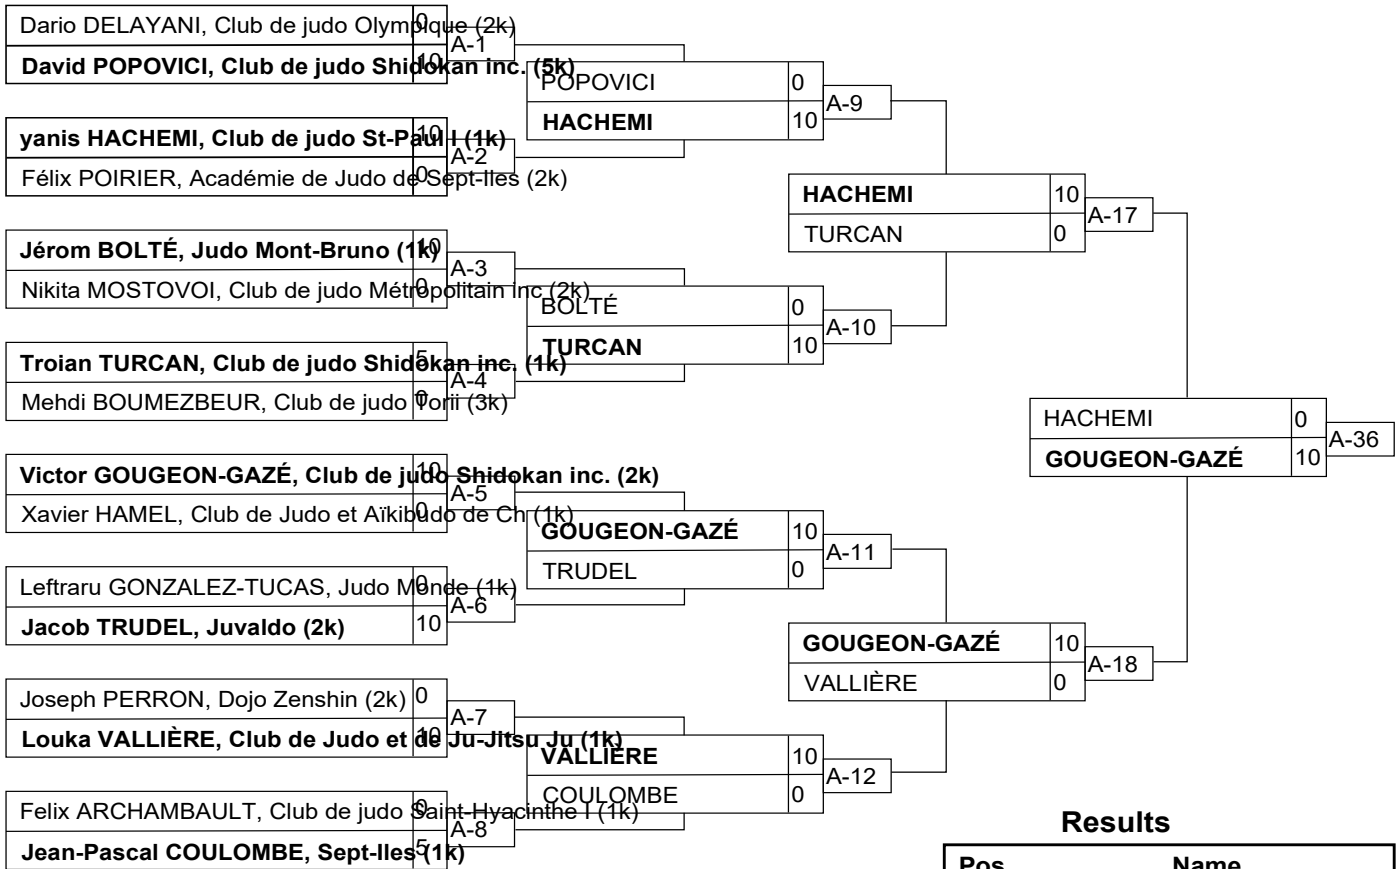 Dario DELAYANI, Club de judo Olympique (2k) 0
A-1
David POPOVICI, Club de judo Shidokan inc. (5k) 10
yanis HACHEMI, Club de judo St-Paul I (1k) 10
A-2
Félix POIRIER, Académie de Judo de Sept-Iles (2k) 0
Jérom BOLTÉ, Judo Mont-Bruno (1k) 10
A-3
Nikita MOSTOVOI, Club de judo Métropolitain inc (2k) 0
Troian TURCAN, Club de judo Shidokan inc. (1k) 5
A-4
Mehdi BOUMEZBEUR, Club de judo Torii (3k) 0
Victor GOUGEON-GAZÉ, Club de judo Shidokan inc. (2k) 10
A-5
Xavier HAMEL, Club de Judo et Aïkibudo de Ch (1k) 0
Leftraru GONZALEZ-TUCAS, Judo Monde (1k) 0
A-6
Jacob TRUDEL, Juvaldo (2k) 10
Joseph PERRON, Dojo Zenshin (2k) 0
A-7
Louka VALLIÈRE, Club de Judo et de Ju-Jitsu Ju (1k) 10
Felix ARCHAMBAULT, Club de judo Saint-Hyacinthe I (1k) 0
A-8
Jean-Pascal COULOMBE, Sept-Iles (1k) 5
POPOVICI 0
A-9
HACHEMI 10
BOLTÉ 0
A-10
TURCAN 10
GOUGEON-GAZÉ 10
A-11
TRUDEL 0
VALLIÈRE 10
A-12
COULOMBE 0
HACHEMI 10
A-17
TURCAN 0
GOUGEON-GAZÉ 10
A-18
VALLIÈRE 0
HACHEMI 0
A-36
GOUGEON-GAZÉ 10
Results
Pos Name